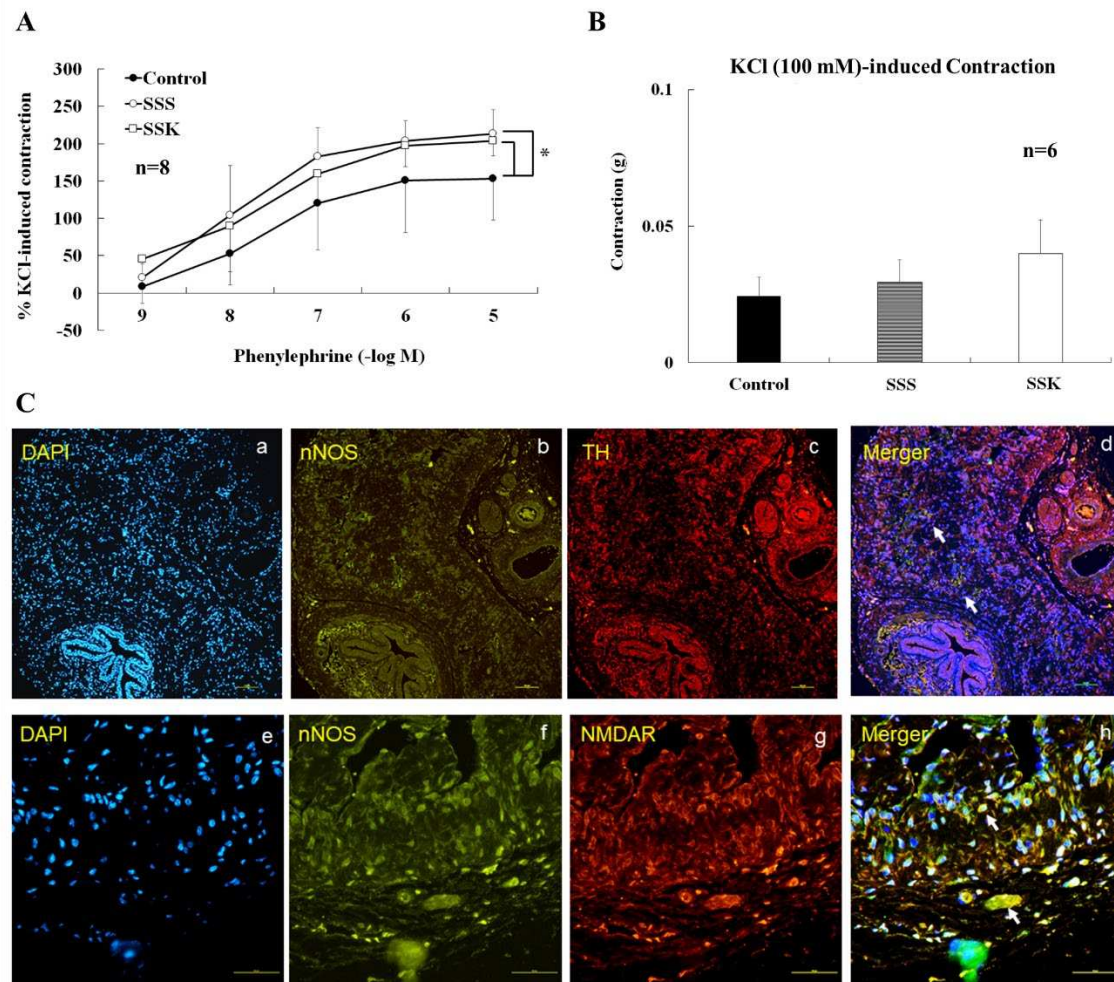 A
300
250
200
150
100
50
0
-50
% KCl-induced contraction
Control
SSS
SSK
n=8
*
9 8 7 6 5
Phenylephrine (-log M)
B
KCl (100 mM)-induced Contraction
0.1
0.05
0
Contraction (g)
n=6
Control SSS SSK
C
DAPI a
nNOS b
TH c
Merger d
DAPI e
nNOS f
NMDAR g
Merger h